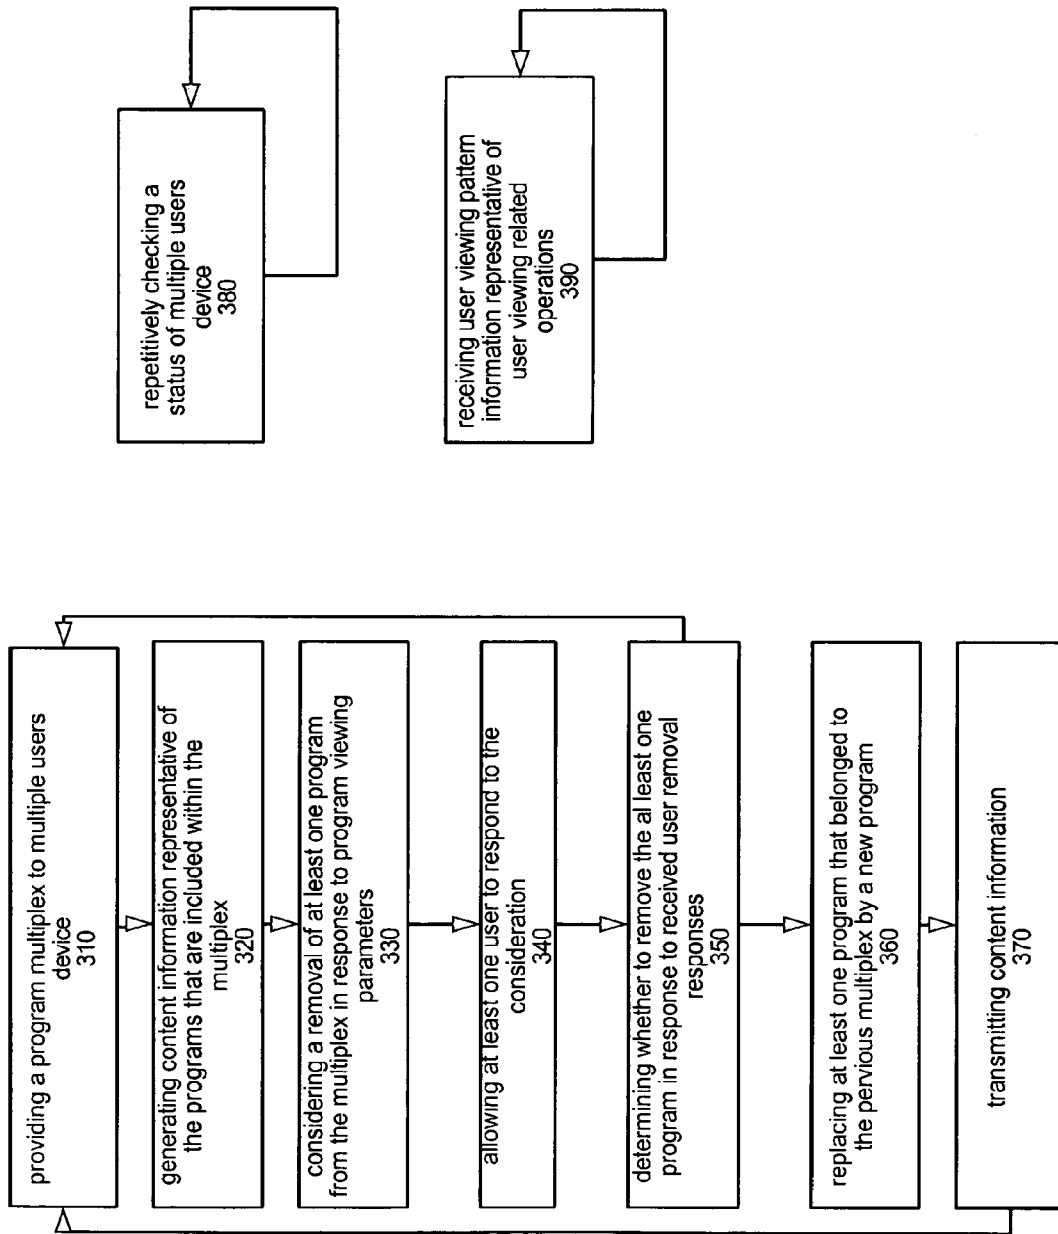 providing a program multiplex to multiple users
device
310
generating content information representative of
the programs that are included within the
multiplex
320
considering a removal of at least one program
from the multiplex in response to program viewing
parameters
330
allowing at least one user to respond to the
consideration
340
determining whether to remove the al least one
program in response to received user removal
responses
350
replacing at least one program that belonged to
the pervious multiplex by a new program
360
transmitting content information
370
repetitively checking a
status of multiple users
device
380
receiving user viewing pattern
information representative of
user viewing related
operations
390